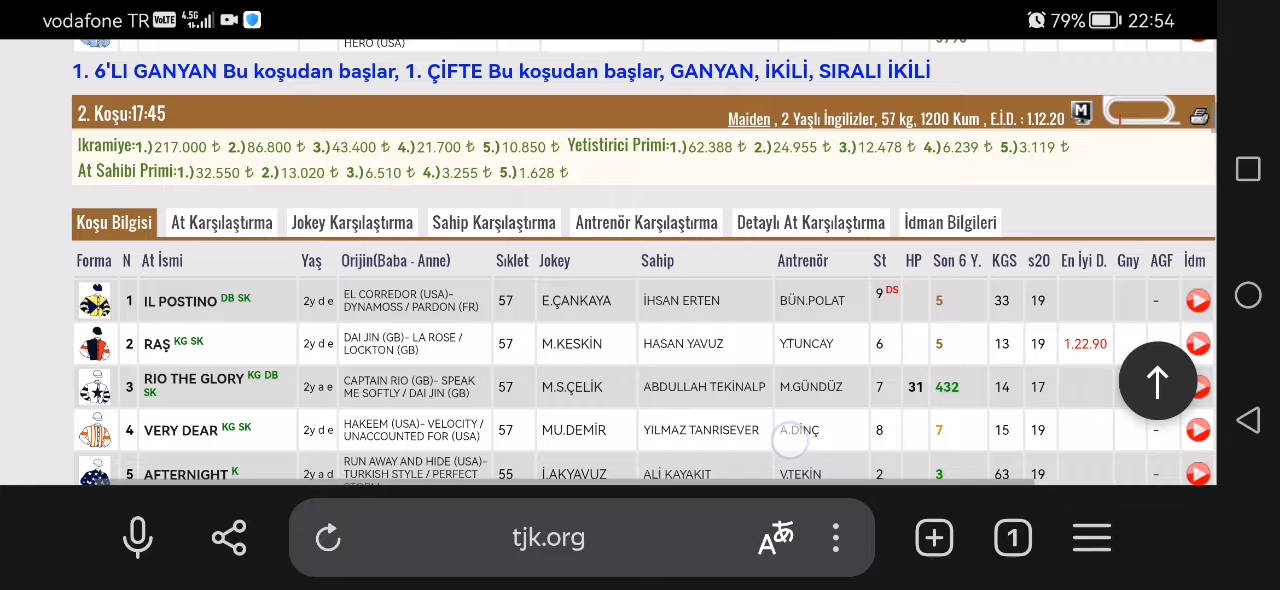 vodafone TR VoLTE 4.5G 79% 22:54
HERO (USA)
1. 6'LI GANYAN Bu koşudan başlar, 1. ÇİFTE Bu koşudan başlar, GANYAN, İKİLİ, SIRALI İKİLİ
2. Koşu:17:45 Maiden , 2 Yaşlı İngilizler, 57 kg, 1200 Kum , E.İ.D. : 1.12.20 M
Ikramiye:1.)217.000 ₺ 2.)86.800 ₺ 3.)43.400 ₺ 4.)21.700 ₺ 5.)10.850 ₺ Yetistirici Primi:1.)62.388 ₺ 2.)24.955 ₺ 3.)12.478 ₺ 4.)6.239 ₺ 5.)3.119 ₺
At Sahibi Primi:1.)32.550 ₺ 2.)13.020 ₺ 3.)6.510 ₺ 4.)3.255 ₺ 5.)1.628 ₺
Koşu Bilgisi At Karşılaştırma Jokey Karşılaştırma Sahip Karşılaştırma Antrenör Karşılaştırma Detaylı At Karşılaştırma İdman Bilgileri
Forma N At İsmi Yaş Orijin(Baba - Anne) Sıklet Jokey Sahip Antrenör St HP Son 6 Y. KGS s20 En İyi D. Gny AGF İdm
1 IL POSTINO DB SK 2y d e EL CORREDOR (USA)- DYNAMOSS / PARDON (FR) 57 E.ÇANKAYA İHSAN ERTEN BÜN.POLAT 9 DS 5 33 19 -
2 RAŞ KG SK 2y d e DAI JIN (GB)- LA ROSE / LOCKTON (GB) 57 M.KESKİN HASAN YAVUZ Y.TUNCAY 6 5 13 19 1.22.90
3 RIO THE GLORY KG DB SK 2y a e CAPTAIN RIO (GB)- SPEAK ME SOFTLY / DAI JIN (GB) 57 M.S.ÇELİK ABDULLAH TEKİNALP M.GÜNDÜZ 7 31 432 14 17
4 VERY DEAR KG SK 2y d e HAKEEM (USA)- VELOCITY / UNACCOUNTED FOR (USA) 57 MU.DEMİR YILMAZ TANRISEVER A.DİNÇ 8 7 15 19 -
5 AFTERNIGHT K 2y a d RUN AWAY AND HIDE (USA)- TURKISH STYLE / PERFECT 55 İ.AKYAVUZ ALİ KAYAKIT V.TEKİN 2 3 63 19 -
tjk.org Aあ 1